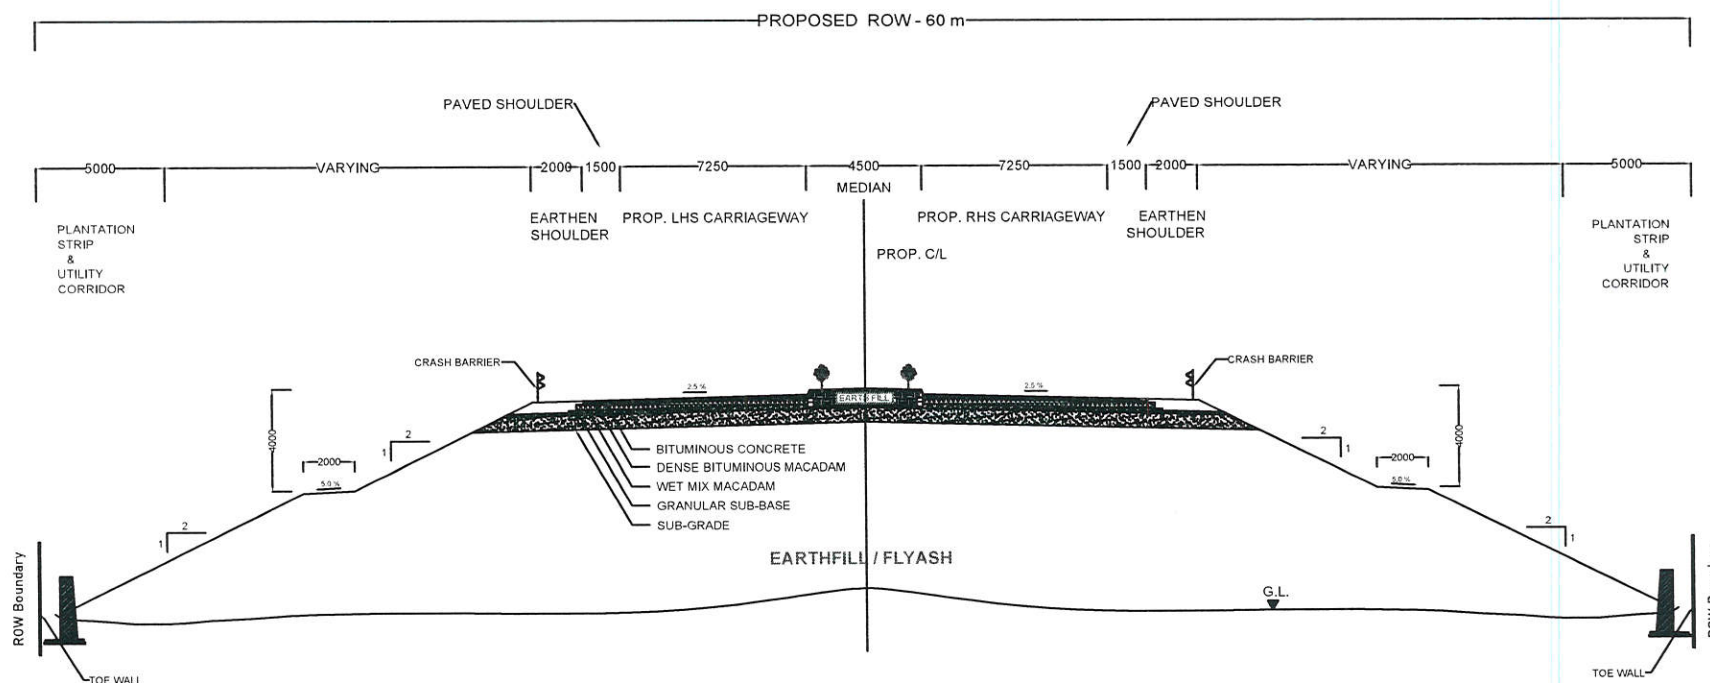 PROPOSED ROW - 60 m
PAVED SHOULDER
PAVED SHOULDER
5000
VARYING
2000
1500
7250
4500
7250
1500
2000
VARYING
5000
MEDIAN
EARTHEN
SHOULDER
PROP. LHS CARRIAGEWAY
PROP. RHS CARRIAGEWAY
EARTHEN
SHOULDER
PLANTATION
STRIP
&
UTILITY
CORRIDOR
PROP. C/L
PLANTATION
STRIP
&
UTILITY
CORRIDOR
CRASH BARRIER
CRASH BARRIER
2.5 %
2.5 %
EARTH FILL
4000
2
1
2000
5.0 %
BITUMINOUS CONCRETE
DENSE BITUMINOUS MACADAM
WET MIX MACADAM
GRANULAR SUB-BASE
SUB-GRADE
2
1
2000
5.0 %
4000
2
1
2
1
EARTHFILL / FLYASH
G.L.
ROW Boundary
TOE WALL
TOE WALL